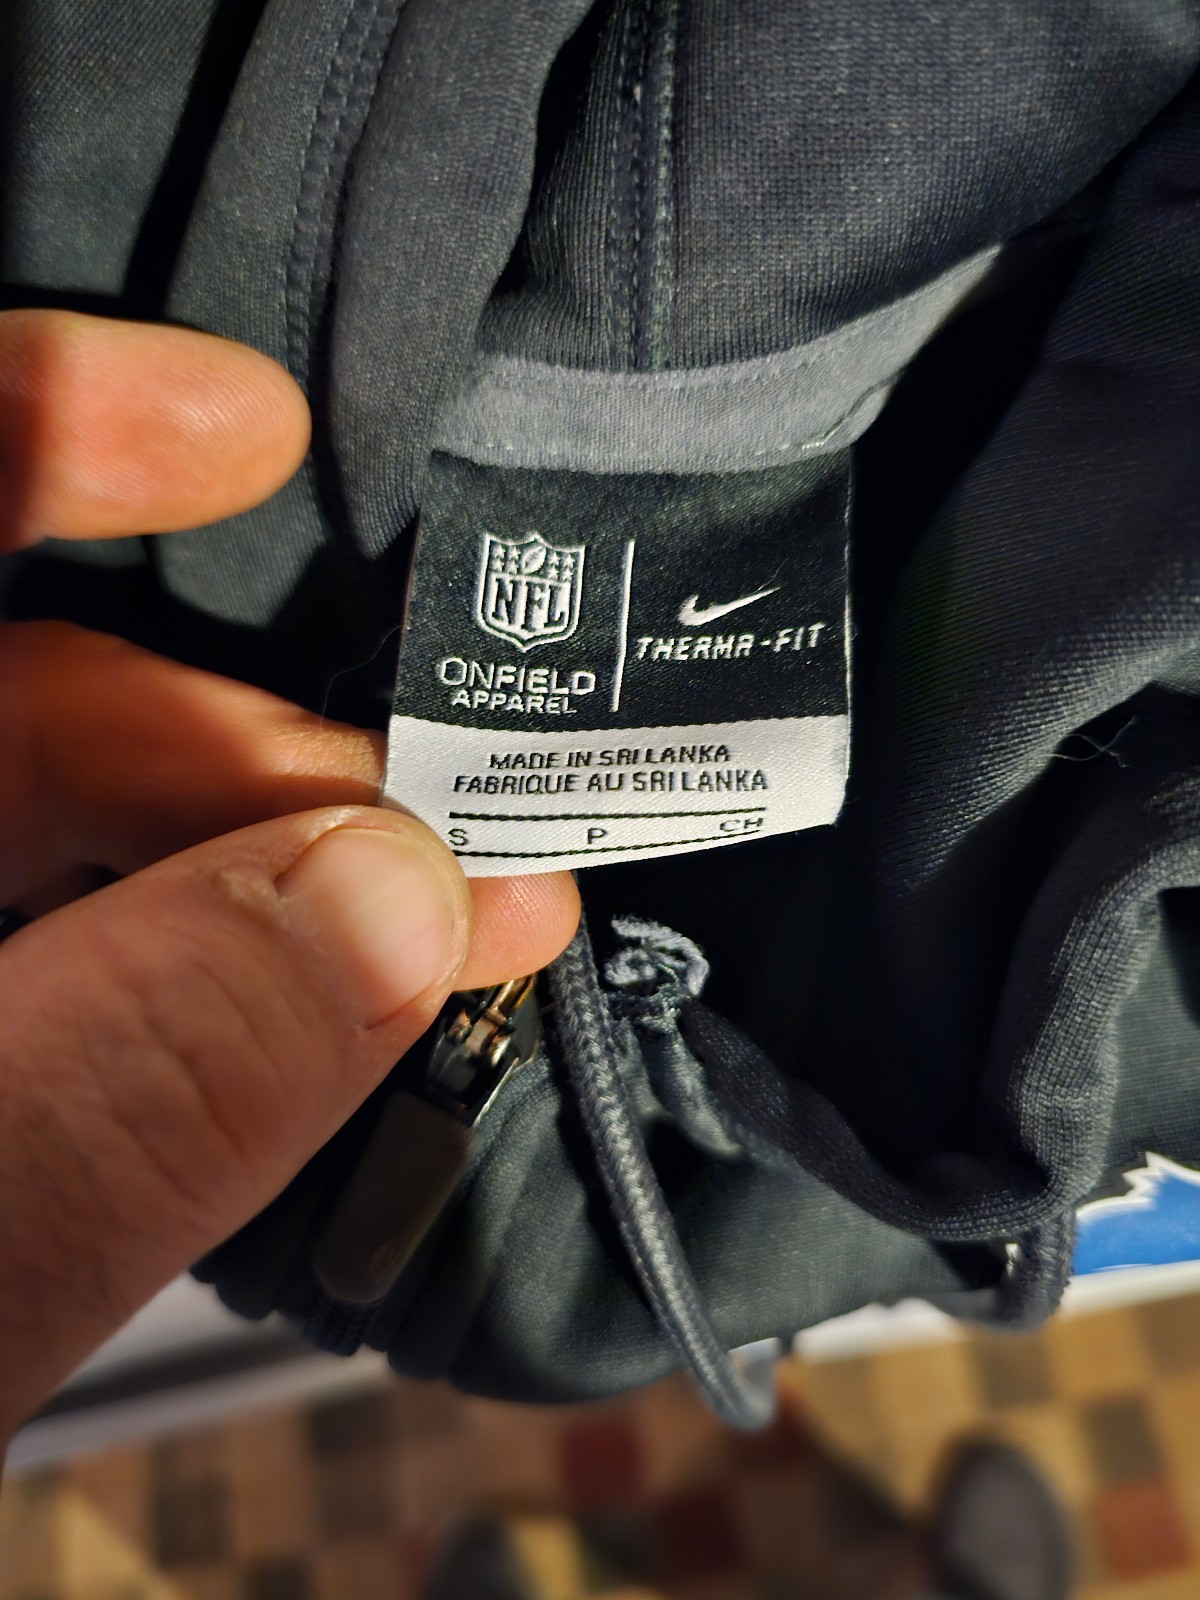 NFL
ONFIELD
APPAREL
THERMA-FIT
MADE IN SRI LANKA
FABRIQUE AU SRI LANKA
S P CH